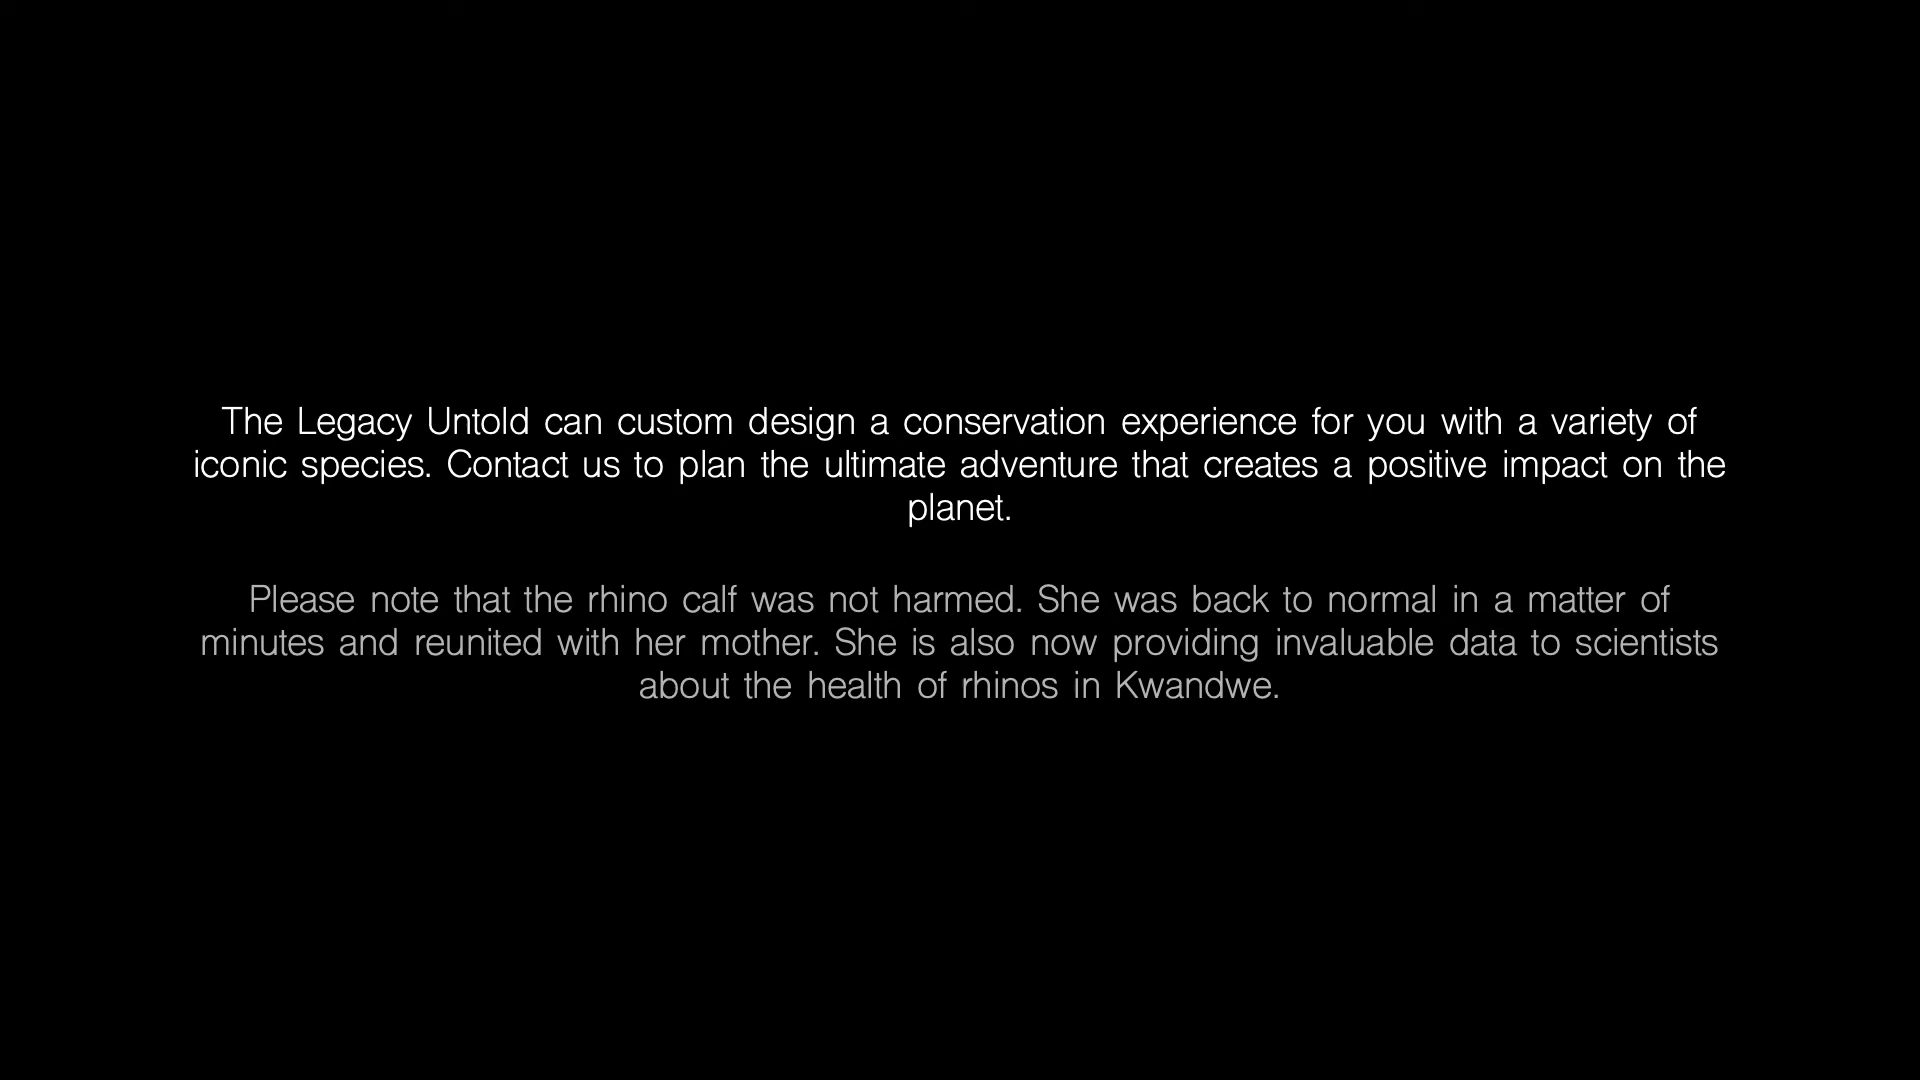 The Legacy Untold can custom design a conservation experience for you with a variety of
iconic species. Contact us to plan the ultimate adventure that creates a positive impact on the
planet.
Please note that the rhino calf was not harmed. She was back to normal in a matter of
minutes and reunited with her mother. She is also now providing invaluable data to scientists
about the health of rhinos in Kwandwe.